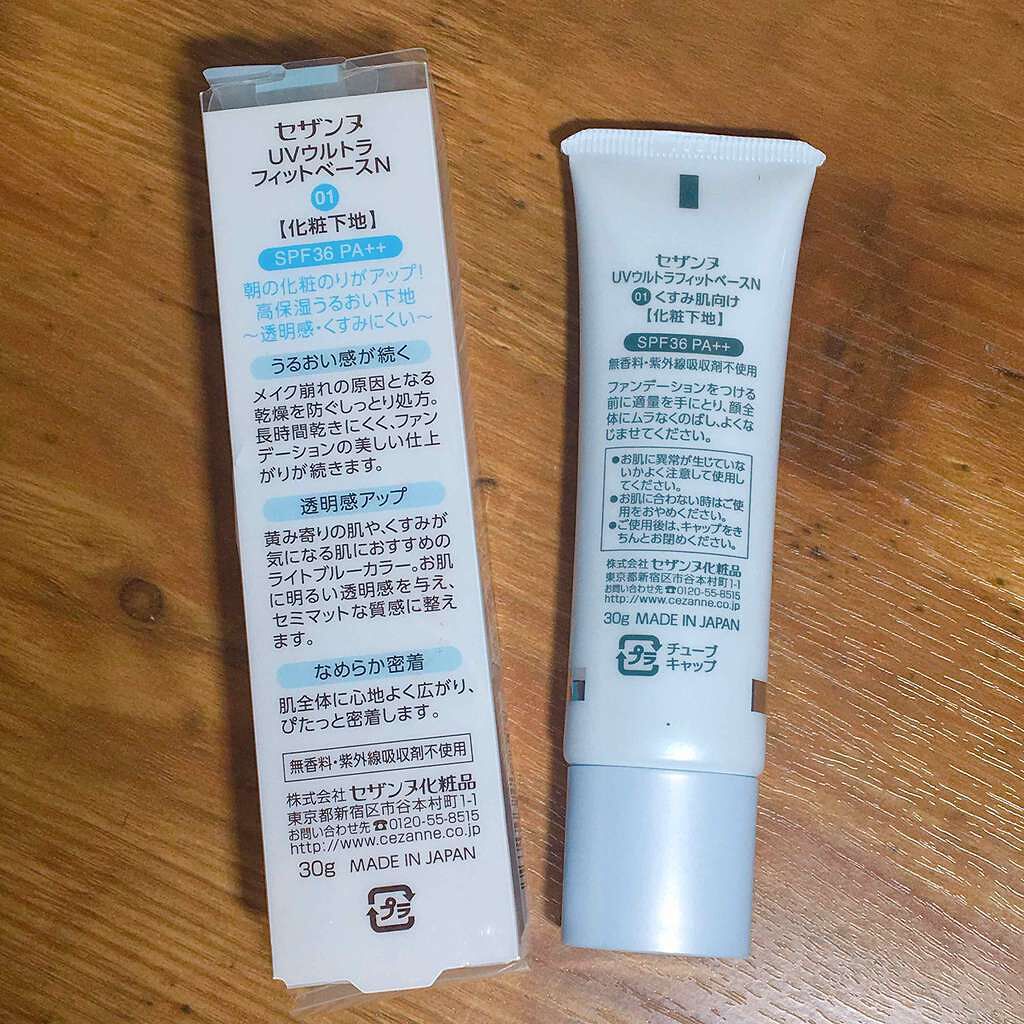 セザンヌ
UVウルトラ
フィットベースN
01
【化粧下地】
SPF36 PA++
朝の化粧のりがアップ!
高保湿うるおい下地
～透明感・くすみにくい～
うるおい感が続く
メイク崩れの原因となる
乾燥を防ぐしっとり処方。
長時間乾きにくく、ファン
デーションの美しい仕上
がりが続きます。
透明感アップ
黄み寄りの肌や、くすみが
気になる肌におすすめの
ライトブルーカラー。お肌
に明るい透明感を与え、
セミマットな質感に整え
ます。
なめらか密着
肌全体に心地よく広がり、
ぴたっと密着します。
無香料・紫外線吸収剤不使用
株式会社 セザンヌ化粧品
東京都新宿区市谷本村町1-1
お問い合わせ先☎0120-55-8515
http://www.cezanne.co.jp
30g MADE IN JAPAN
プラ
セザンヌ
UVウルトラフィットベースN
01 くすみ肌向け
【化粧下地】
SPF36 PA++
無香料・紫外線吸収剤不使用
ファンデーションをつける
前に適量を手にとり、顔全
体にムラなくのばし、よくな
じませてください。
●お肌に異常が生じていな
いかよく注意して使用し
てください。
●お肌に合わない時はご使
用をおやめください。
●ご使用後は、キャップをき
ちんとお閉めください。
株式会社 セザンヌ化粧品
東京都新宿区市谷本村町1-1
お問い合わせ先☎0120-55-8515
http://www.cezanne.co.jp
30g MADE IN JAPAN
プラ
チューブ
キャップ